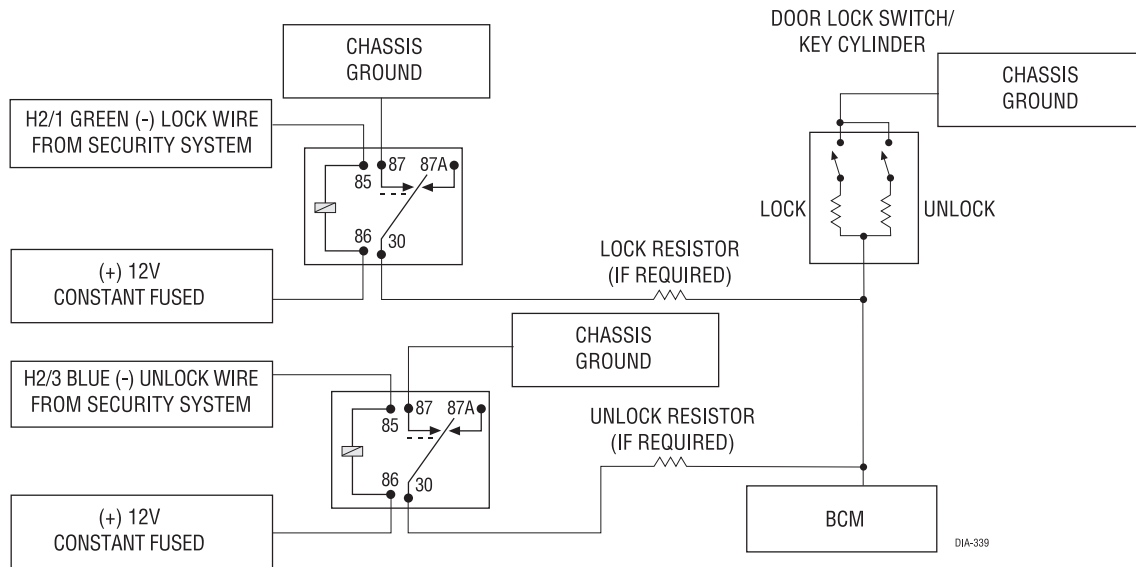 DOOR LOCK SWITCH/
KEY CYLINDER
CHASSIS
GROUND
CHASSIS
GROUND
H2/1 GREEN (-) LOCK WIRE
FROM SECURITY SYSTEM
87
87A
85
86
30
LOCK
UNLOCK
(+) 12V
CONSTANT FUSED
LOCK RESISTOR
(IF REQUIRED)
CHASSIS
GROUND
H2/3 BLUE (-) UNLOCK WIRE
FROM SECURITY SYSTEM
87
87A
85
86
30
UNLOCK RESISTOR
(IF REQUIRED)
(+) 12V
CONSTANT FUSED
BCM
DIA-339